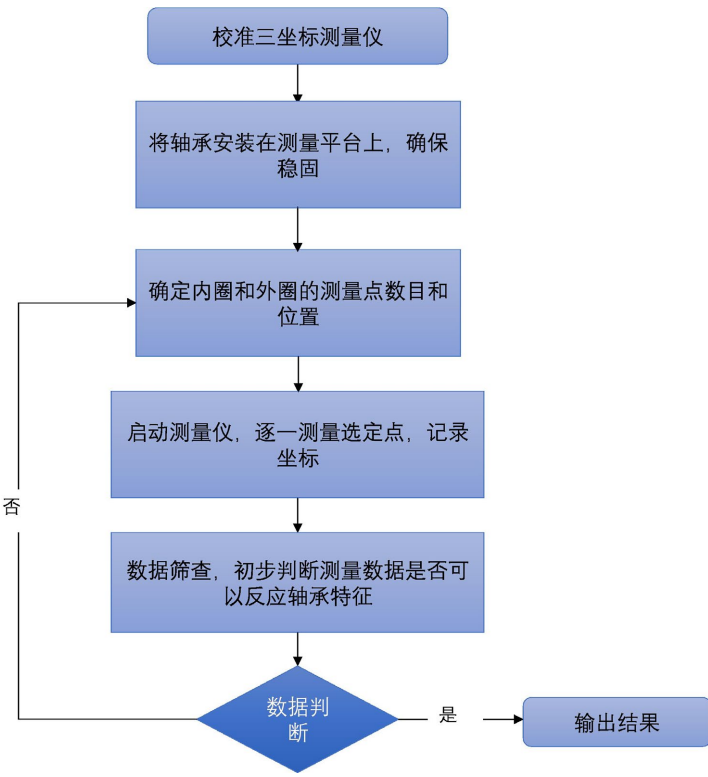 校准三坐标测量仪
将轴承安装在测量平台上，确保
稳固
确定内圈和外圈的测量点数目和
位置
启动测量仪，逐一测量选定点，记录
坐标
否
数据筛查，初步判断测量数据是否可
以反应轴承特征
数据判
断
是
输出结果